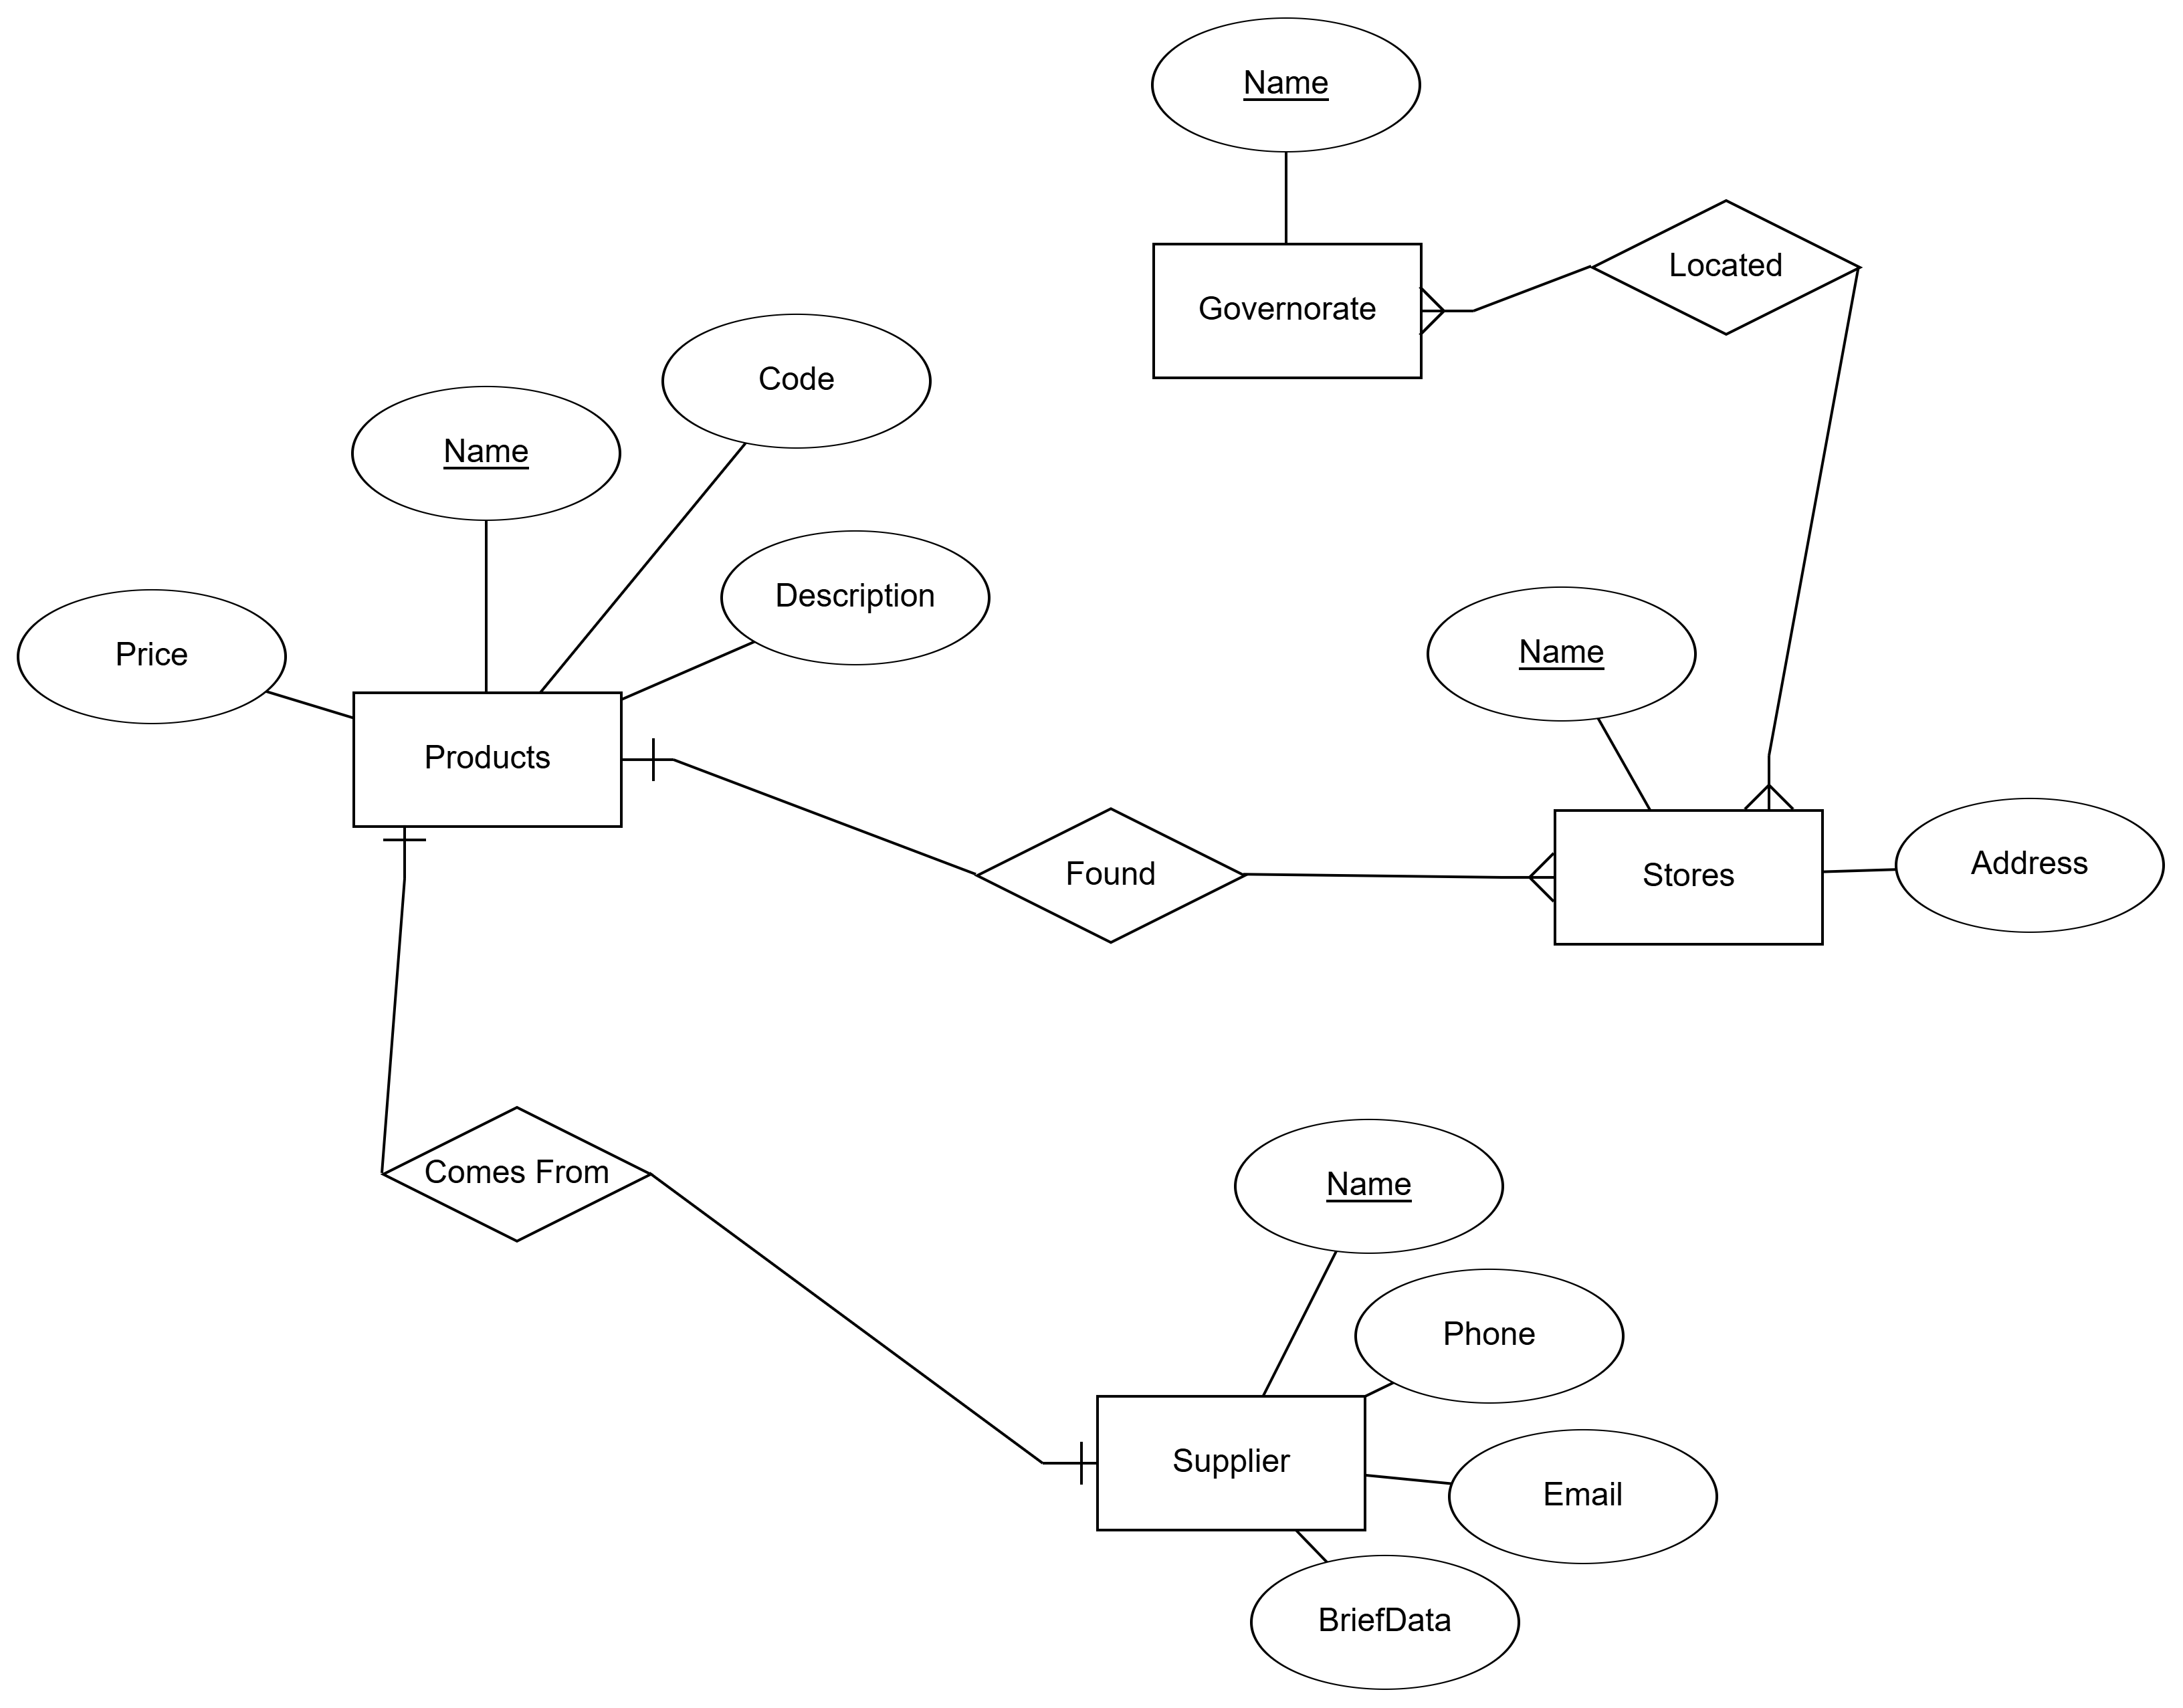 Name
Located
Governorate
Code
Name
Description
Price
Name
Products
Found
Stores
Address
Comes From
Name
Phone
Supplier
Email
BriefData